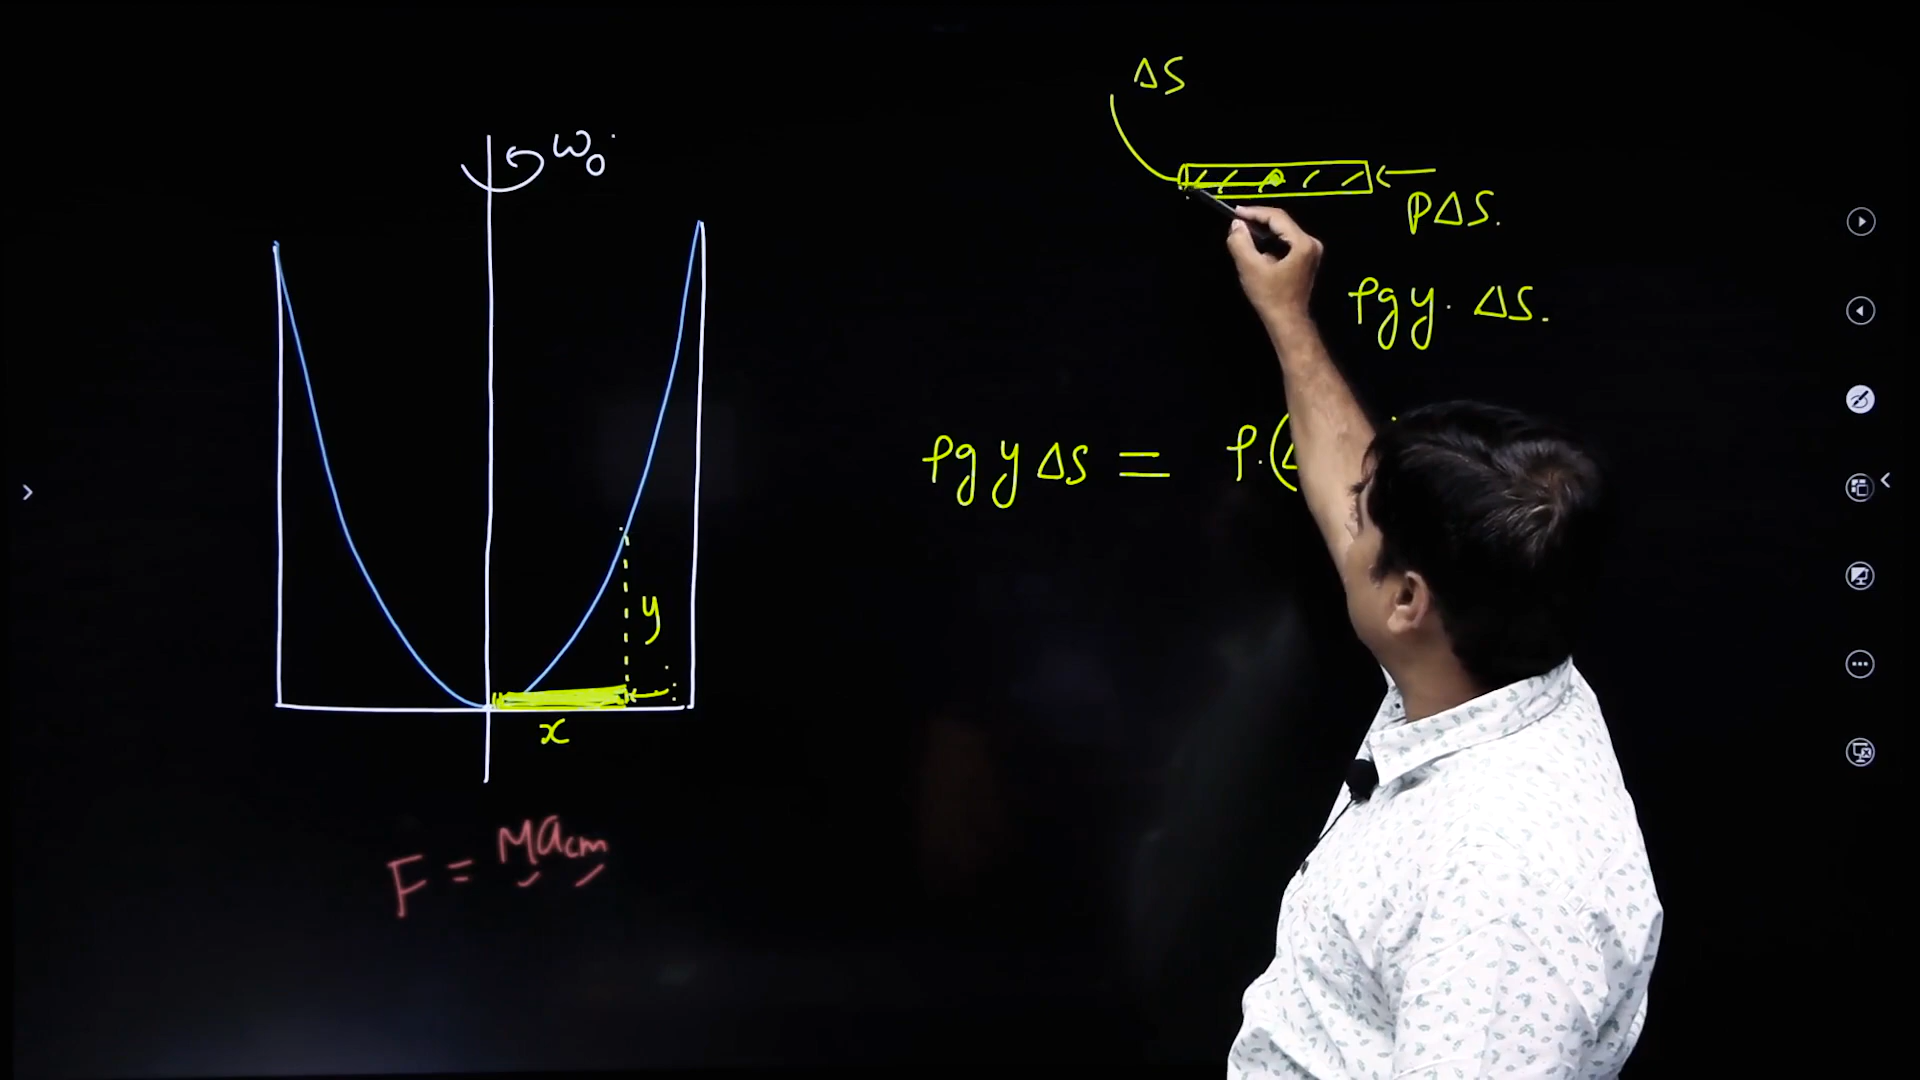 ω₀
ΔS
PΔS.
ρgy. ΔS.
ρgyΔS = ρ.(Δ
y
x
F = Ma_cm